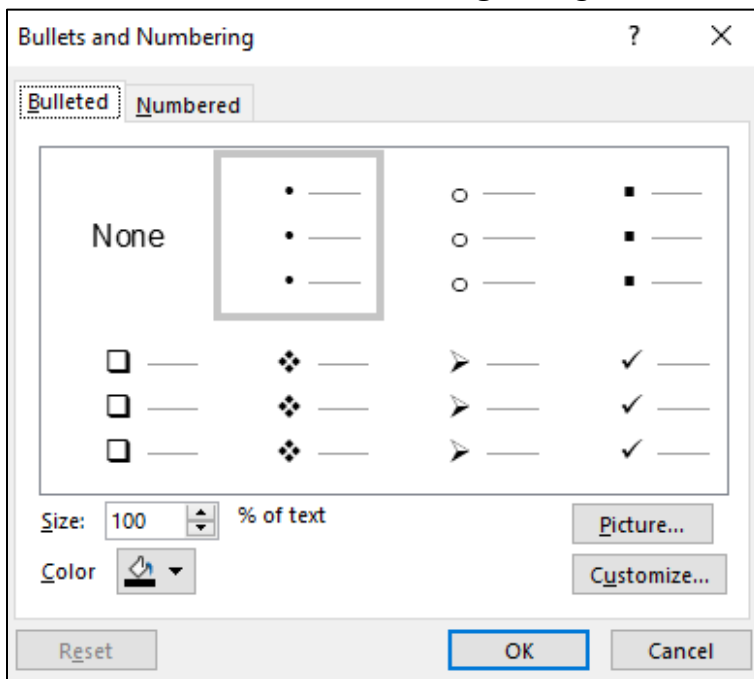 Bullets and Numbering ? ×
Bulleted Numbered
None
Size: 100 % of text
Picture...
Color
Customize...
Reset OK Cancel